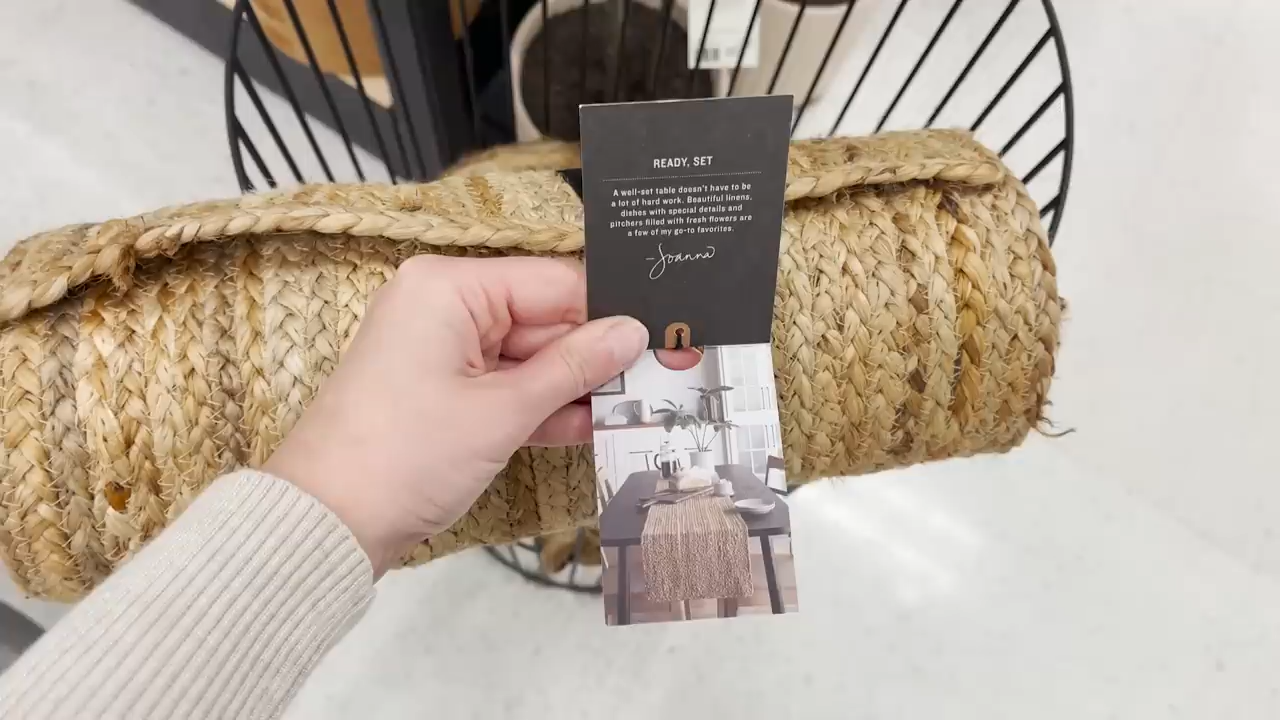 READY, SET
A well-set table doesn't have to be
a lot of hard work. Beautiful linens,
dishes with special details and
pitchers filled with fresh flowers are
a few of my go-to favorites.
-Joanna